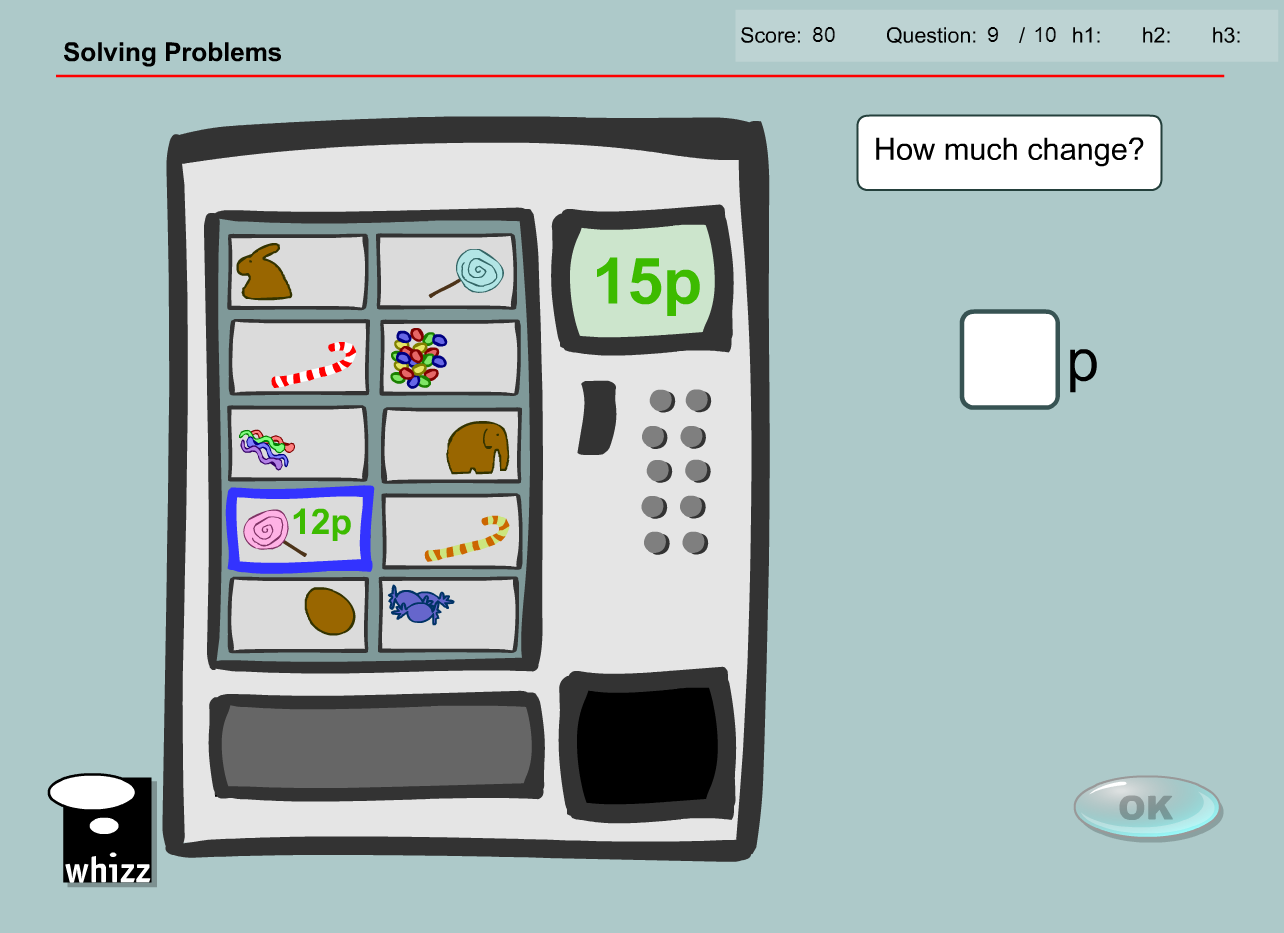 Solving Problems
Score: 80 Question: 9 / 10 h1: h2: h3:
How much change?
15p
p
12p
OK
whizz